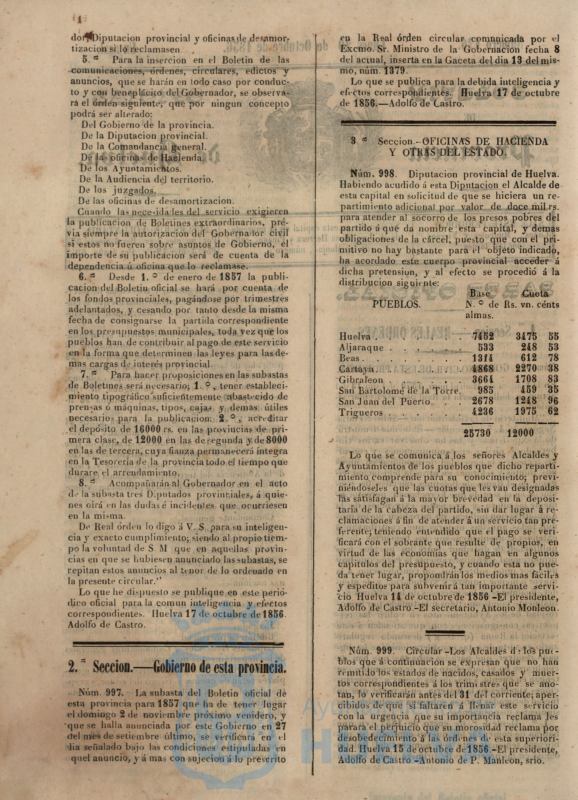 dor, Diputacion provincial y oficinas de desamor-
tizacion si lo reclamasen
5.ª Para la insercion en el Boletin de las
comunicaciones, órdenes, circulares, edictos y
anuncios, que se harán en todo caso por conduc-
to y con beneplácito del Gobernador, se observa-
rá el órden siguiente, que por ningun concepto
podrá ser alterado:
Del Gobierno de la provincia.
De la Diputacion provincial.
De la Comandancia general.
De la oficina de Hacienda.
De los Ayuntamientos.
De la Audiencia del territorio.
De los juzgados.
De las oficinas de desamortizacion.
Cuando las necesidades del servicio exigieren
la publicacion de Boletines extraordinarios, pré-
via siempre la autorizacion del Gobernador civil
si estos no fueren sobre asuntos de Gobierno, el
importe de su publicacion será de cuenta de la
dependencia ú oficina que lo reclamase.
6.ª Desde 1.º de enero de 1857 la publi-
cacion del Boletin oficial se hará por cuenta de
los fondos provinciales, pagándose por trimestres
adelantados, y cesando por tanto desde la misma
fecha de consignarse la partida correspondiente
en los presupuestos municipales, toda vez que los
pueblos han de contribuir al pago de este servicio
en la forma que determinen las leyes para las de-
mas cargas de interés provincial.
7.ª Para hacer proposiciones en las subastas
de Boletines será necesario; 1.º, tener establec-
miento tipográfico suficientemente abastecido de
prensas ó máquinas, tipos, cajas y demas útiles
necesarios para la publicacion: 2.º, acreditar
el depósito de 16000 rs. en las provincias de pri-
mera clase, de 12000 en las de segunda y de 8000
en las de tercera, cuya fianza permanecerá íntegra
en la Tesorería de la provincia todo el tiempo que
durare el arrendamiento.
8.ª Acompañarán al Gobernador en el acto
de la subasta tres Diputados provinciales, á quie-
nes oirá en las dudas é incidentes que ocurriesen
en la misma.
De Real órden lo digo á V. S. para su inteligen-
cia y exacto cumplimiento; siendo al propio tiem-
po la voluntad de S. M que en aquellas provin-
cias en que se hubiesen anunciado las subastas, se
repitan estos anuncios al tenor de lo ordenado en
la presente circular."
Lo que he dispuesto se publique en este perió-
dico oficial para la comun inteligencia y efectos
correspondientes. Huelva 17 de octubre de 1856.
Adolfo de Castro.
2.ª Seccion.—Gobierno de esta provincia.
Núm. 997. La subasta del Boletin oficial de
esta provincia para 1857 que ha de tener lugar
el domingo 2 de noviembre próximo venidero, y
que se halla anunciada por este Gobierno en 27
del mes de setiembre último, se verificará en el
dia señalado bajo las condiciones estipuladas en
aquel anuncio, y á mas con sujecion á lo preverito
en la Real órden circular comunicada por el
Excmo. Sr. Ministro de la Gobernacion fecha 8
del actual, inserta en la Gaceta del dia 13 del mis-
mo, núm. 1379.
Lo que se publica para la debida inteligencia y
efectos correspondientes. Huelva 17 de octubre
de 1856.—Adolfo de Castro.
3.ª Seccion.-OFICINAS DE HACIENDA
Y OTRAS DEL ESTADO.
Núm. 998. Diputacion provincial de Huelva.
Habiendo acudido á esta Diputacion el Alcalde de
esta capital en solicitud de que se hiciera un re-
partimiento adicional por valor de doce mil rs.
para atender al socorro de los presos pobres del
partido á que da nombre esta capital, y demas
obligaciones de la cárcel, puesto que con el pri-
mitivo no hay bastante para el objeto indicado,
ha acordado este cuerpo provincial acceder á
dicha pretension, y al efecto se procedió á la
distribucion siguiente:
Base Cuota
PUEBLOS. N.º de Rs. vn. cénts
almas.
Huelva . . . . . 7452 3475 55
Aljaraque . . . . . 533 248 53
Beas . . . . . 1314 612 78
Cartaya . . . . . 4868 2270 38
Gibraleon . . . . . 3664 1708 83
San Bartolomé de la Torre. 985 459 35
San Juan del Puerto . . . 2678 1248 96
Trigueros . . . . . 4236 1975 62
25730 12000
Lo que se comunica á los señores Alcaldes y
Ayuntamientos de los pueblos que dicho reparti-
miento comprende para su conocimiento; previ-
niéndoseles que las cuotas que les van designadas
las satisfagan á la mayor brevedad en la deposi-
taría de la cabeza del partido, sin dar lugar á re-
clamaciones á fin de atender á un servicio tan pre-
ferente; teniendo entendido que el pago se veri-
ficará con el sobrante que resulte de propios, en
virtud de las economías que hagan en algunos
capítulos del presupuesto, y cuando esta no pue-
da tener lugar, propondrán los medios mas fáciles
y espeditos para subvenir á tan importante servi-
cio Huelva 14 de octubre de 1856 -El presidente,
Adolfo de Castro -El secretario, Antonio Monleon.
Núm. 999. Circular -Los Alcaldes de los pue-
blos que á continuacion se expresan que no han
remitido los estados de nacidos, casados y muer-
tos correspondientes á los trimestres que se ano-
tan, lo verificarán antes del 31 del corriente, aper-
cibidos de que si faltaren á llenar este servicio
con la urgencia que su importancia reclama les
parará el perjuicio que su morosidad reclama por
desobedecimiento á las órdenes de esta superiori-
dad. Huelva 15 de octubre de 1856 -El presidente,
Adolfo de Castro -Antonio de P. Manleon, srio.